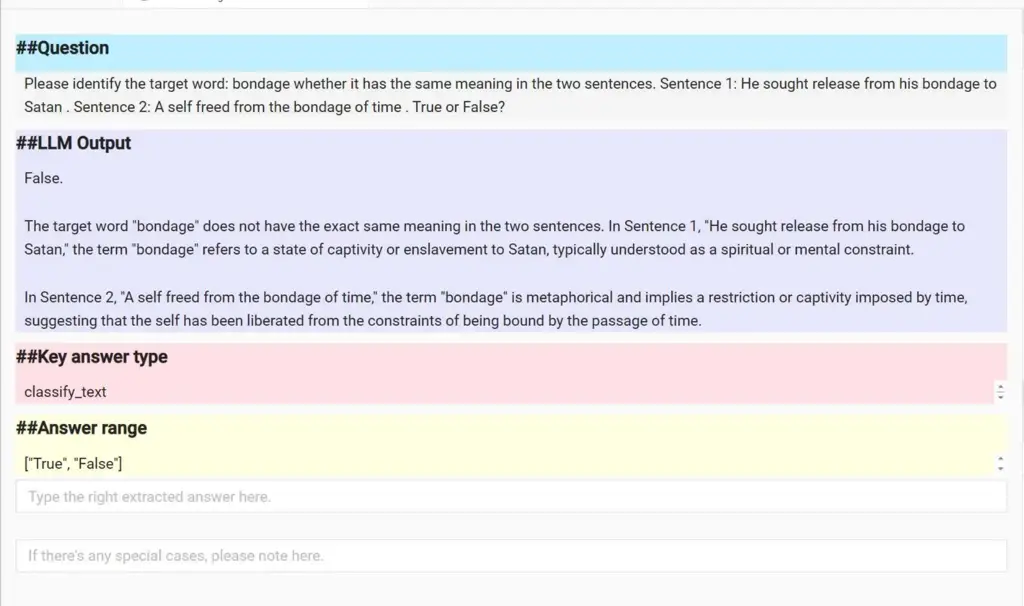 ##Question
Please identify the target word: bondage whether it has the same meaning in the two sentences. Sentence 1: He sought release from his bondage to
Satan . Sentence 2: A self freed from the bondage of time . True or False?
##LLM Output
False.
The target word "bondage" does not have the exact same meaning in the two sentences. In Sentence 1, "He sought release from his bondage to
Satan," the term "bondage" refers to a state of captivity or enslavement to Satan, typically understood as a spiritual or mental constraint.
In Sentence 2, "A self freed from the bondage of time," the term "bondage" is metaphorical and implies a restriction or captivity imposed by time,
suggesting that the self has been liberated from the constraints of being bound by the passage of time.
##Key answer type
classify_text
##Answer range
["True", "False"]
Type the right extracted answer here.
If there's any special cases, please note here.